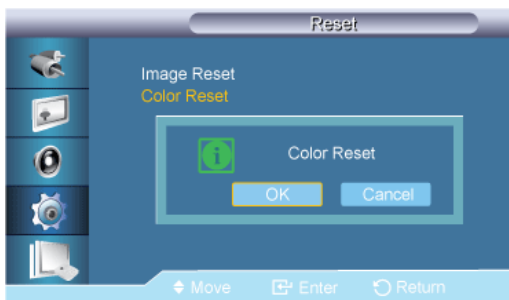 Reset
Image Reset
Color Reset
Color Reset
OK Cancel
Move Enter Return